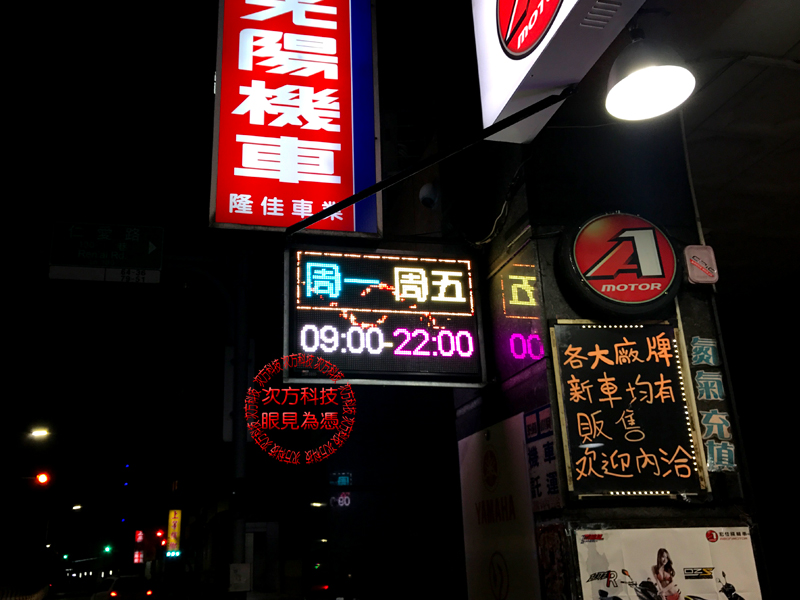 光陽機車
隆佳車業
周一 周五
09:00-22:00
次方科技
眼見為憑
A
MOTOR
A
MOTOR
各大廠牌
新車均有
販售
欢迎內洽
氮氣充填
YAMAHA